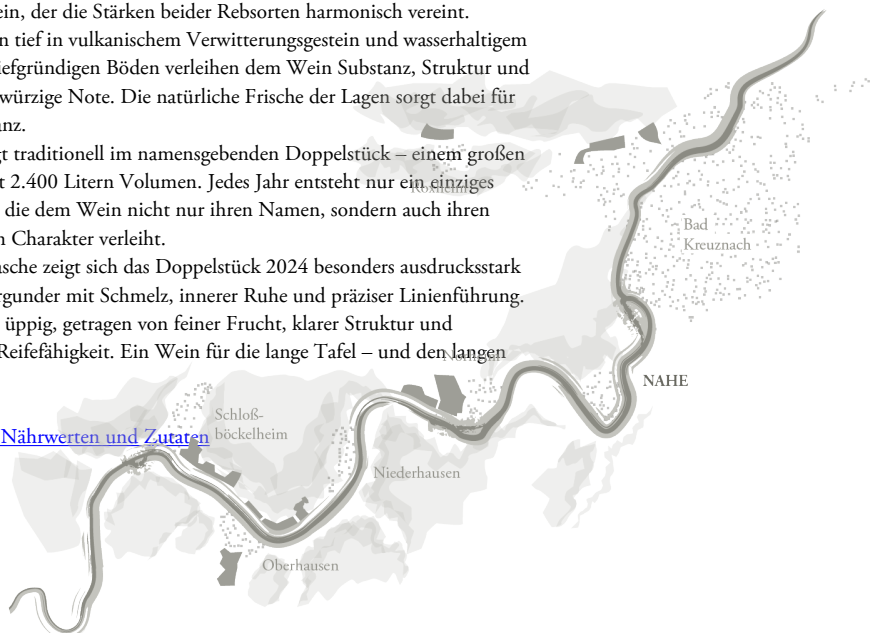 ein, der die Stärken beider Rebsorten harmonisch vereint.
n tief in vulkanischem Verwitterungsgestein und wasserhaltigem
iefgründigen Böden verleihen dem Wein Substanz, Struktur und
würzige Note. Die natürliche Frische der Lagen sorgt dabei für
nz.
t traditionell im namensgebenden Doppelstück – einem großen
t 2.400 Litern Volumen. Jedes Jahr entsteht nur ein einziges
Roxheim
die dem Wein nicht nur ihren Namen, sondern auch ihren
n Charakter verleiht.
Bad
Kreuznach
asche zeigt sich das Doppelstück 2024 besonders ausdrucksstark
rgunder mit Schmelz, innerer Ruhe und präziser Linienführung.
üppig, getragen von feiner Frucht, klarer Struktur und
Reifefähigkeit. Ein Wein für die lange Tafel – und den langen
Norheim
NAHE
Schloß-
böckelheim
Nährwerten und Zutaten
Niederhausen
Oberhausen